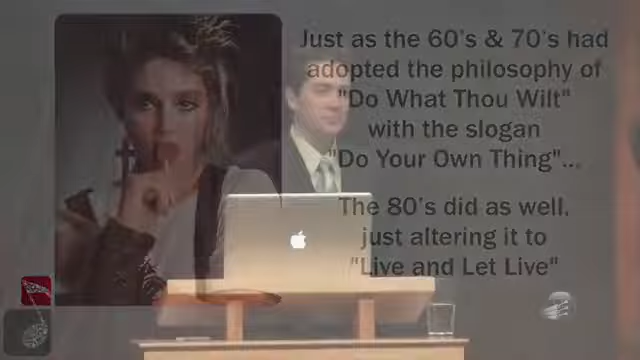 Just as the 60's & 70's had
adopted the philosophy of
"Do What Thou Wilt"
with the slogan
"Do Your Own Thing"...
The 80's did as well,
just altering it to
"Live and Let Live"